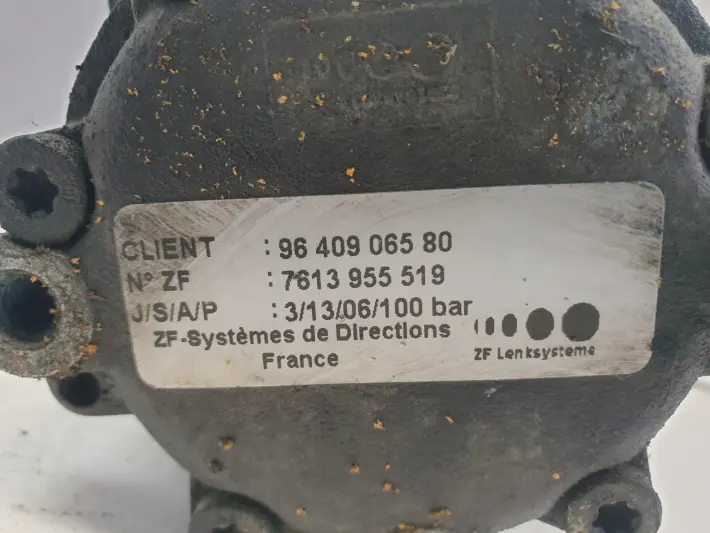 CLIENT : 96 409 065 80
N° ZF : 7613 955 519
J/S/A/P : 3/13/06/100 bar
ZF-Systèmes de Directions
France
ZF Lenksysteme